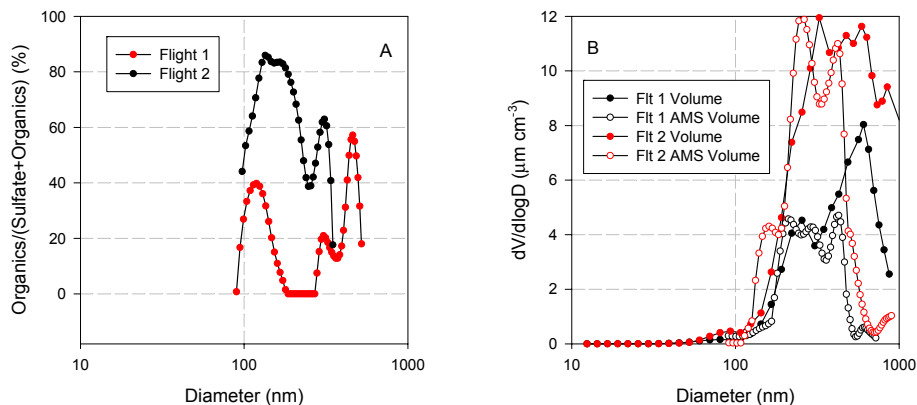 A
Flight 1
Flight 2
Organics/(Sulfate+Organics) (%)
100
80
60
40
20
0
10
100
1000
Diameter (nm)
B
Flt 1 Volume
Flt 1 AMS Volume
Flt 2 Volume
Flt 2 AMS Volume
dV/dlogD (μm cm⁻³)
12
10
8
6
4
2
0
10
100
1000
Diameter (nm)